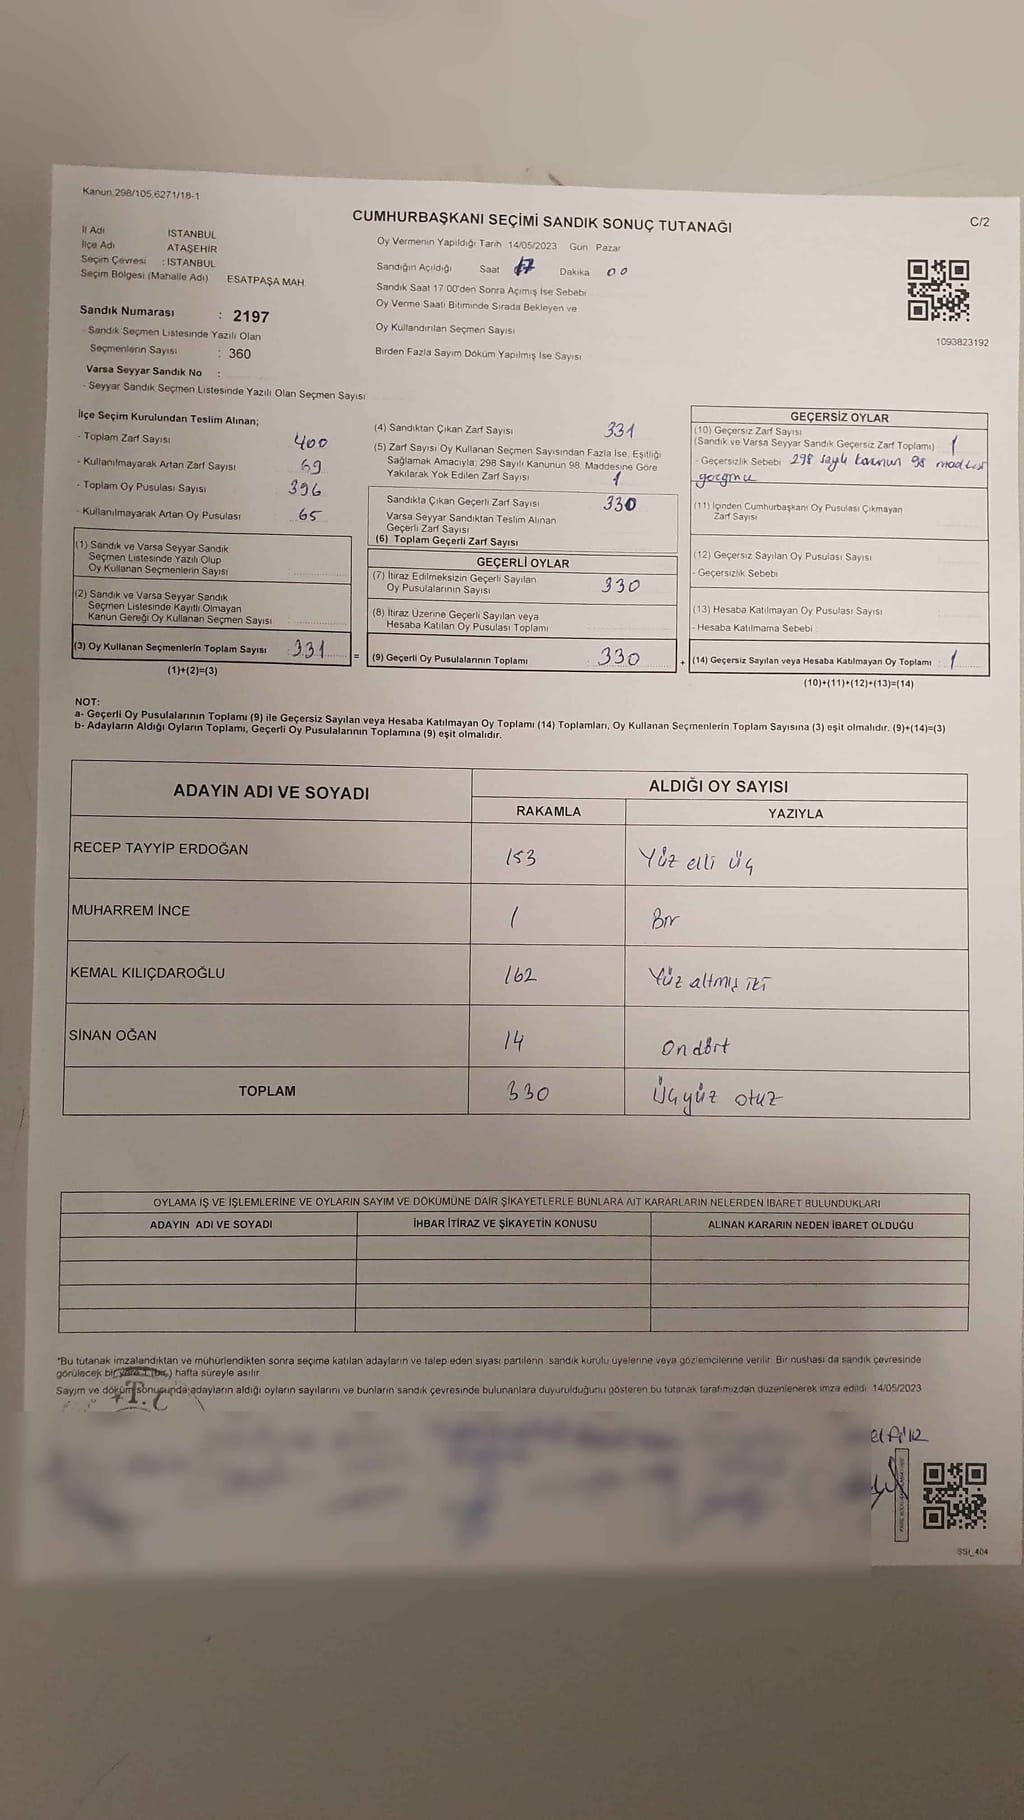 Kanun 298/105,6271/18-1
CUMHURBAŞKANI SEÇİMİ SANDIK SONUÇ TUTANAĞI
C/2
İl Adı İSTANBUL
İlçe Adı ATAŞEHİR
Seçim Çevresi : İSTANBUL
Seçim Bölgesi (Mahalle Adı) ESATPAŞA MAH
Sandık Numarası : 2197
Sandık Seçmen Listesinde Yazılı Olan
Seçmenlerin Sayısı : 360
Varsa Seyyar Sandık No :
- Seyyar Sandık Seçmen Listesinde Yazılı Olan Seçmen Sayısı
Oy Vermenin Yapıldığı Tarih 14/05/2023 Gün Pazar
Sandığın Açıldığı Saat 17 Dakika 00
Sandık Saat 17:00'den Sonra Açımış İse Sebebi
Oy Verme Saati Bitiminde Sırada Bekleyen ve
Oy Kullandırılan Seçmen Sayısı
Birden Fazla Sayım Döküm Yapılmış İse Sayısı
1093823192
İlçe Seçim Kurulundan Teslim Alınan;
- Toplam Zarf Sayısı 400
- Kullanılmayarak Artan Zarf Sayısı 69
- Toplam Oy Pusulası Sayısı 396
- Kullanılmayarak Artan Oy Pusulası 65
(1) Sandık ve Varsa Seyyar Sandık
Seçmen Listesinde Yazılı Olup
Oy Kullanan Seçmenlerin Sayısı
(2) Sandık ve Varsa Seyyar Sandık
Seçmen Listesinde Kayıtlı Olmayan
Kanun Gereği Oy Kullanan Seçmen Sayısı
(3) Oy Kullanan Seçmenlerin Toplam Sayısı : 331
(1)+(2)=(3)
(4) Sandıktan Çıkan Zarf Sayısı 331
(5) Zarf Sayısı Oy Kullanan Seçmen Sayısından Fazla İse, Eşitliği
Sağlamak Amacıyla; 298 Sayılı Kanunun 98. Maddesine Göre
Yakılarak Yok Edilen Zarf Sayısı 1
Sandıkta Çıkan Geçerli Zarf Sayısı 330
Varsa Seyyar Sandıktan Teslim Alınan
Geçerli Zarf Sayısı
(6) Toplam Geçerli Zarf Sayısı
GEÇERLİ OYLAR
(7) İtiraz Edilmeksizin Geçerli Sayılan
Oy Pusulalarının Sayısı 330
(8) İtiraz Üzerine Geçerli Sayılan veya
Hesaba Katılan Oy Pusulası Toplamı
= (9) Geçerli Oy Pusulalarının Toplamı 330
GEÇERSİZ OYLAR
(10) Geçersiz Zarf Sayısı
(Sandık ve Varsa Seyyar Sandık Geçersiz Zarf Toplamı) 1
- Geçersizlik Sebebi 298 sayılı kanunun 98
(11) İçinden Cumhurbaşkanı Oy Pusulası Çıkmayan
Zarf Sayısı
(12) Geçersiz Sayılan Oy Pusulası Sayısı
- Geçersizlik Sebebi
(13) Hesaba Katılmayan Oy Pusulası Sayısı
- Hesaba Katılmama Sebebi
+ (14) Geçersiz Sayılan veya Hesaba Katılmayan Oy Toplamı 1
(10)+(11)+(12)+(13)=(14)
NOT:
a- Geçerli Oy Pusulalarının Toplamı (9) ile Geçersiz Sayılan veya Hesaba Katılmayan Oy Toplamı (14) Toplamları, Oy Kullanan Seçmenlerin Toplam Sayısına (3) eşit olmalıdır. (9)+(14)=(3)
b- Adayların Aldığı Oyların Toplamı, Geçerli Oy Pusulalarının Toplamına (9) eşit olmalıdır.
ADAYIN ADI VE SOYADI ALDIĞI OY SAYISI
RAKAMLA YAZIYLA
RECEP TAYYİP ERDOĞAN 153 Yüz elli üç
MUHARREM İNCE 1 Bir
KEMAL KILIÇDAROĞLU 162 Yüz altmış iki
SİNAN OĞAN 14 On dört
TOPLAM 330 Üçyüz otuz
OYLAMA İŞ VE İŞLEMLERİNE VE OYLARIN SAYIM VE DÖKÜMÜNE DAİR ŞİKAYETLERLE BUNLARA AİT KARARLARIN NELERDEN İBARET BULUNDUKLARI
ADAYIN ADI VE SOYADI İHBAR İTİRAZ VE ŞİKAYETİN KONUSU ALINAN KARARIN NEDEN İBARET OLDUĞU
*Bu tutanak imzalandıktan ve mühürlendikten sonra seçime katılan adayların ve talep eden siyasi partilerin sandık kurulu üyelerine veya gözlemcilerine verilir. Bir nüshası da sandık çevresinde
görülecek bir yere 1 (bir) hafta süreyle asılır
Sayım ve döküm sonucunda adayların aldığı oyların sayılarını ve bunların sandık çevresinde bulunanlara duyurulduğunu gösteren bu tutanak tarafımızdan düzenlenerek imza edildi 14/05/2023
T.C
SSI_404